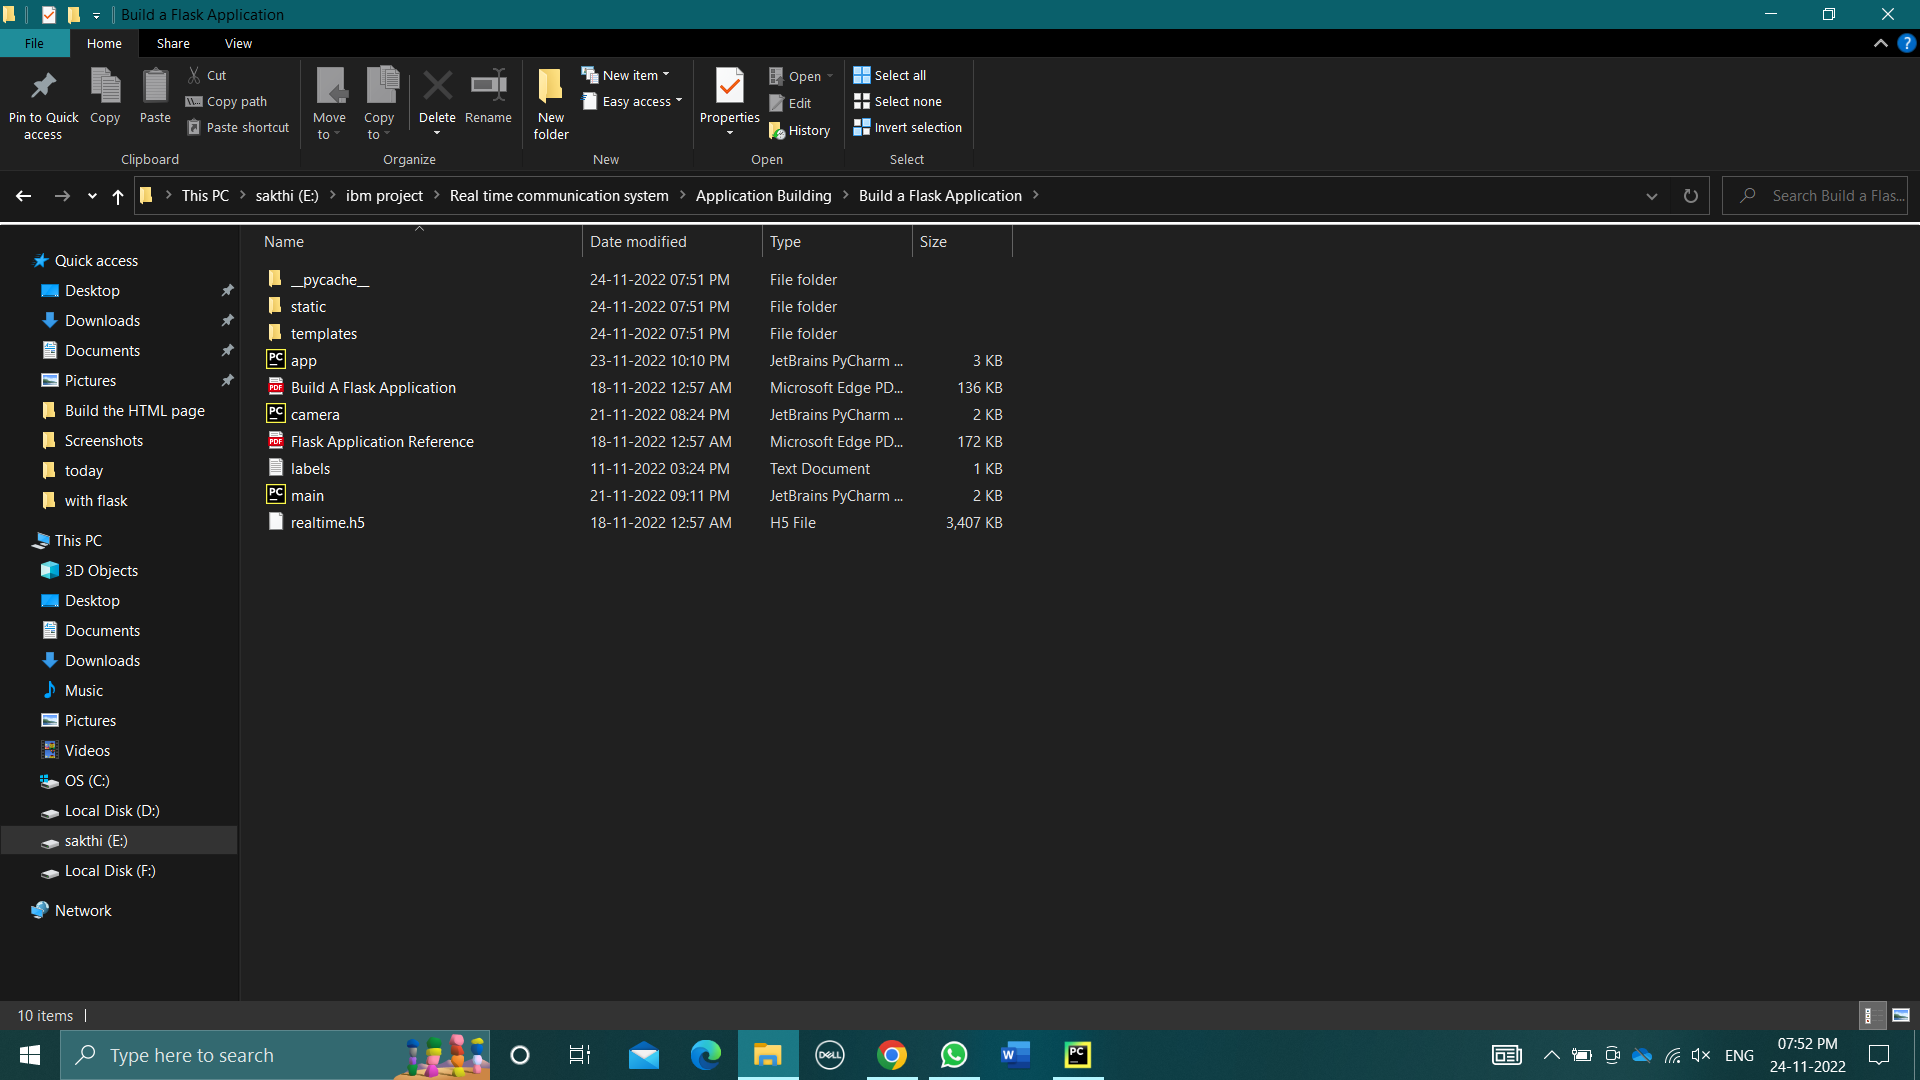 Build a Flask Application
File Home Share View
Pin to Quick access
Copy
Paste
Cut
Copy path
Paste shortcut
Clipboard
Move to
Copy to
Delete
Rename
Organize
New folder
New item
Easy access
New
Properties
Open
Edit
History
Open
Select all
Select none
Invert selection
Select
This PC sakthi (E:) ibm project Real time communication system Application Building Build a Flask Application
Search Build a Flas...
Name Date modified Type Size
__pycache__ 24-11-2022 07:51 PM File folder
static 24-11-2022 07:51 PM File folder
templates 24-11-2022 07:51 PM File folder
app 23-11-2022 10:10 PM JetBrains PyCharm ... 3 KB
Build A Flask Application 18-11-2022 12:57 AM Microsoft Edge PD... 136 KB
camera 21-11-2022 08:24 PM JetBrains PyCharm ... 2 KB
Flask Application Reference 18-11-2022 12:57 AM Microsoft Edge PD... 172 KB
labels 11-11-2022 03:24 PM Text Document 1 KB
main 21-11-2022 09:11 PM JetBrains PyCharm ... 2 KB
realtime.h5 18-11-2022 12:57 AM H5 File 3,407 KB
Quick access
Desktop
Downloads
Documents
Pictures
Build the HTML page
Screenshots
today
with flask
This PC
3D Objects
Desktop
Documents
Downloads
Music
Pictures
Videos
OS (C:)
Local Disk (D:)
sakthi (E:)
Local Disk (F:)
Network
10 items
Type here to search
DELL
W
PC
ENG
07:52 PM
24-11-2022